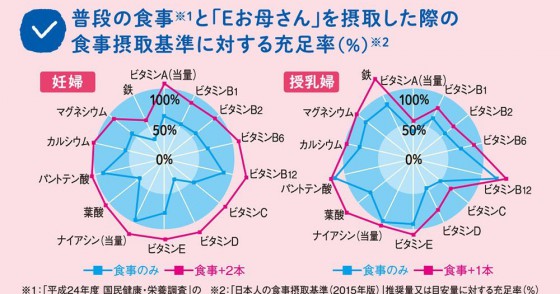 普段の食事※1と「Eお母さん」を摂取した際の
食事摂取基準に対する充足率(%)※2
妊婦
ビタミンA(当量)
ビタミンB1
ビタミンB2
ビタミンB6
ビタミンB12
ビタミンC
ビタミンD
ビタミンE
ナイアシン(当量)
葉酸
パントテン酸
カルシウム
マグネシウム
鉄
100%
50%
0%
食事のみ 食事+2本
授乳婦
ビタミンA(当量)
ビタミンB1
ビタミンB2
ビタミンB6
ビタミンB12
ビタミンC
ビタミンD
ビタミンE
ナイアシン(当量)
葉酸
パントテン酸
カルシウム
マグネシウム
鉄
100%
50%
0%
食事のみ 食事+1本
※1:「平成24年度 国民健康・栄養調査」の ※2:「日本人の食事摂取基準(2015年版)」推奨量又は目安量に対する充足率(%)